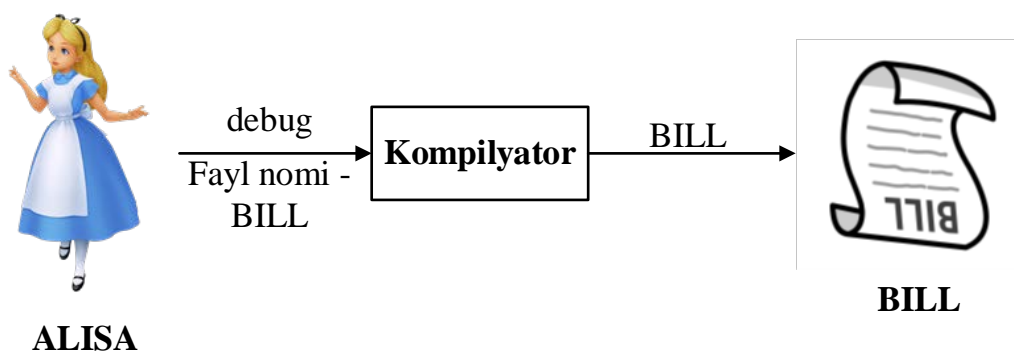 debug
Fayl nomi -
BILL
Kompilyator
BILL
BILL
ALISA
BILL